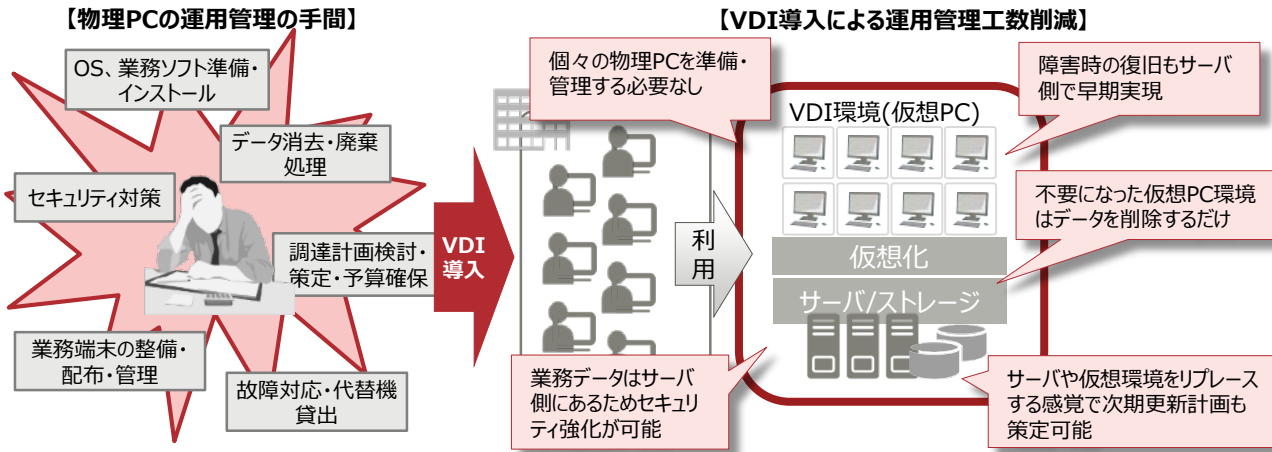 【物理PCの運用管理の手間】
OS、業務ソフト準備・
インストール
データ消去・廃棄
処理
セキュリティ対策
調達計画検討・
策定・予算確保
業務端末の整備・
配布・管理
故障対応・代替機
貸出
VDI
導入
【VDI導入による運用管理工数削減】
個々の物理PCを準備・
管理する必要なし
VDI環境(仮想PC)
障害時の復旧もサーバ
側で早期実現
不要になった仮想PC環境
はデータを削除するだけ
利
用
仮想化
サーバ/ストレージ
業務データはサーバ
側にあるためセキュリ
ティ強化が可能
サーバや仮想環境をリプレース
する感覚で次期更新計画も
策定可能